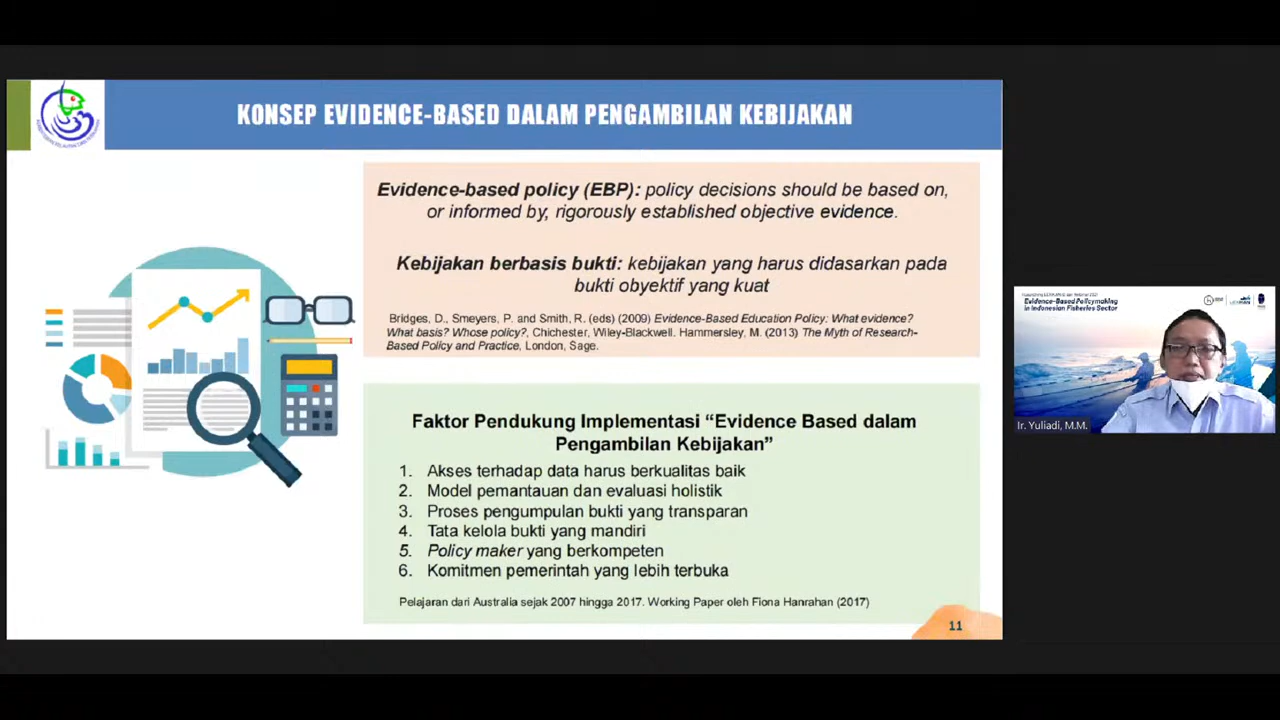 KONSEP EVIDENCE-BASED DALAM PENGAMBILAN KEBIJAKAN
Evidence-based policy (EBP): policy decisions should be based on,
or informed by, rigorously established objective evidence.
Kebijakan berbasis bukti: kebijakan yang harus didasarkan pada
bukti obyektif yang kuat
Bridges, D., Smeyers, P. and Smith, R. (eds) (2009) Evidence-Based Education Policy: What evidence?
What basis? Whose policy?, Chichester, Wiley-Blackwell. Hammersley, M. (2013) The Myth of Research-
Based Policy and Practice, London, Sage.
Faktor Pendukung Implementasi “Evidence Based dalam
Pengambilan Kebijakan”
1. Akses terhadap data harus berkualitas baik
2. Model pemantauan dan evaluasi holistik
3. Proses pengumpulan bukti yang transparan
4. Tata kelola bukti yang mandiri
5. Policy maker yang berkompeten
6. Komitmen pemerintah yang lebih terbuka
Pelajaran dari Australia sejak 2007 hingga 2017. Working Paper oleh Fiona Hanrahan (2017)
11
Evidence-Based Policymaking
in Indonesian Fisheries Sector
Ir. Yuliadi, M.M.